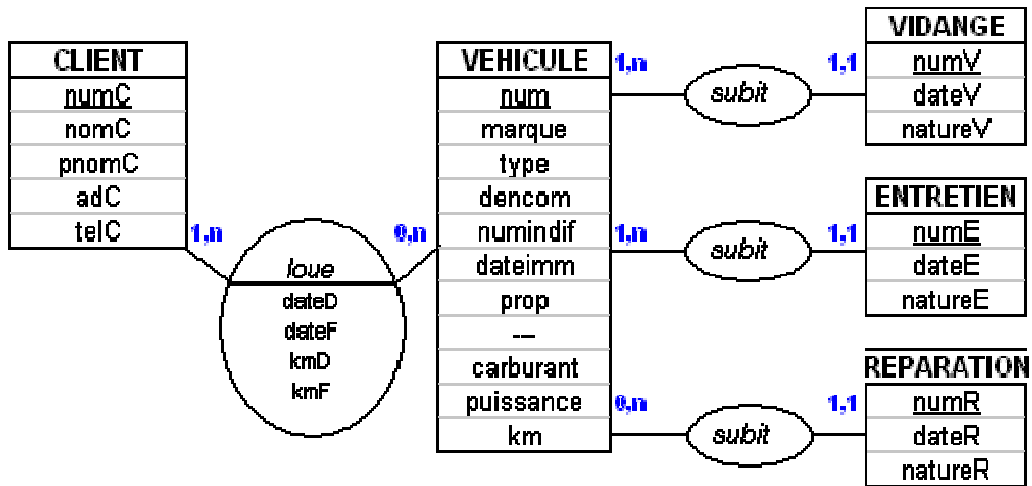 CLIENT
numC
nomC
pnomC
adC
telC
1,n
loue
dateD
dateF
kmD
kmF
0,n
VEHICULE
num
marque
type
dencom
numindif
dateimm
prop
---
carburant
puissance
km
1,n
subit
1,1
VIDANGE
numV
dateV
natureV
1,n
subit
1,1
ENTRETIEN
numE
dateE
natureE
0,n
subit
1,1
REPARATION
numR
dateR
natureR